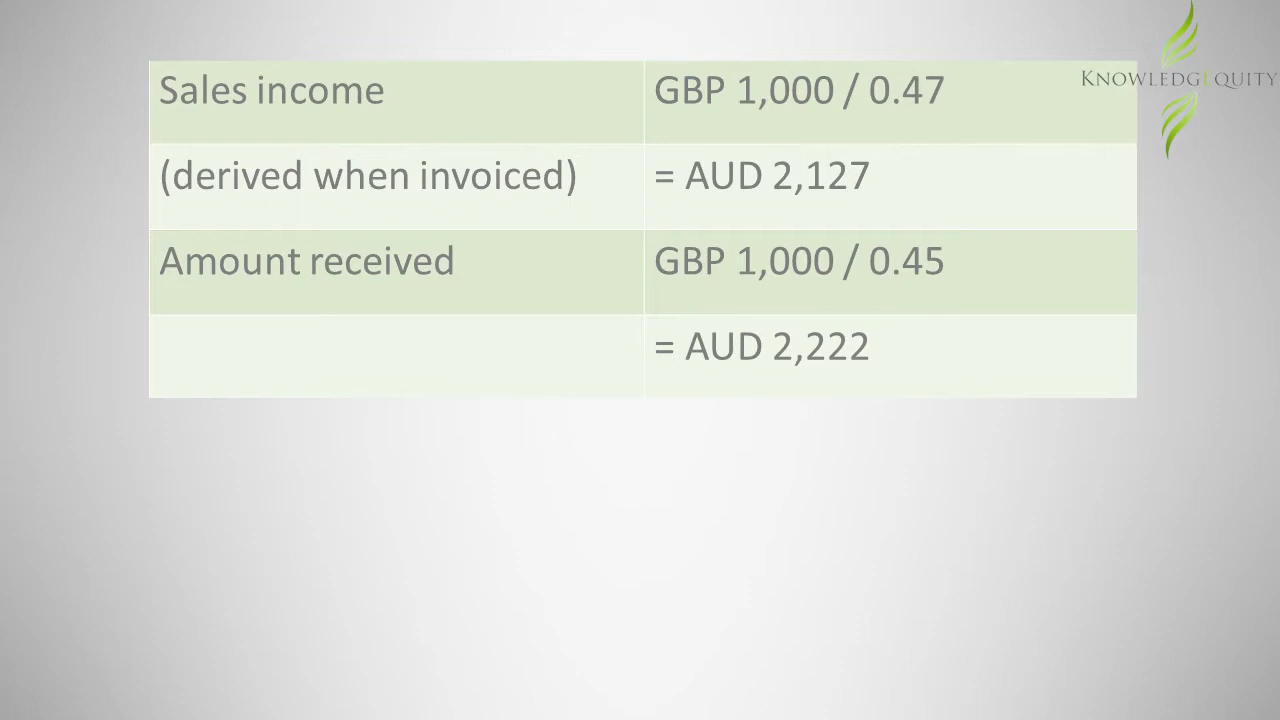 KNOWLEDGEQUITY
Sales income GBP 1,000 / 0.47
(derived when invoiced) = AUD 2,127
Amount received GBP 1,000 / 0.45
= AUD 2,222